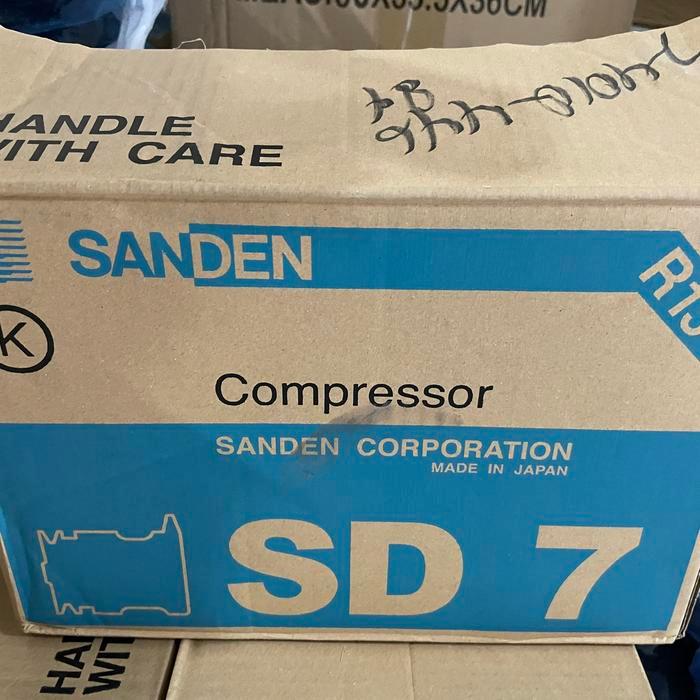 HANDLE
WITH CARE
SANDEN
K
Compressor
SANDEN CORPORATION
MADE IN JAPAN
SD 7